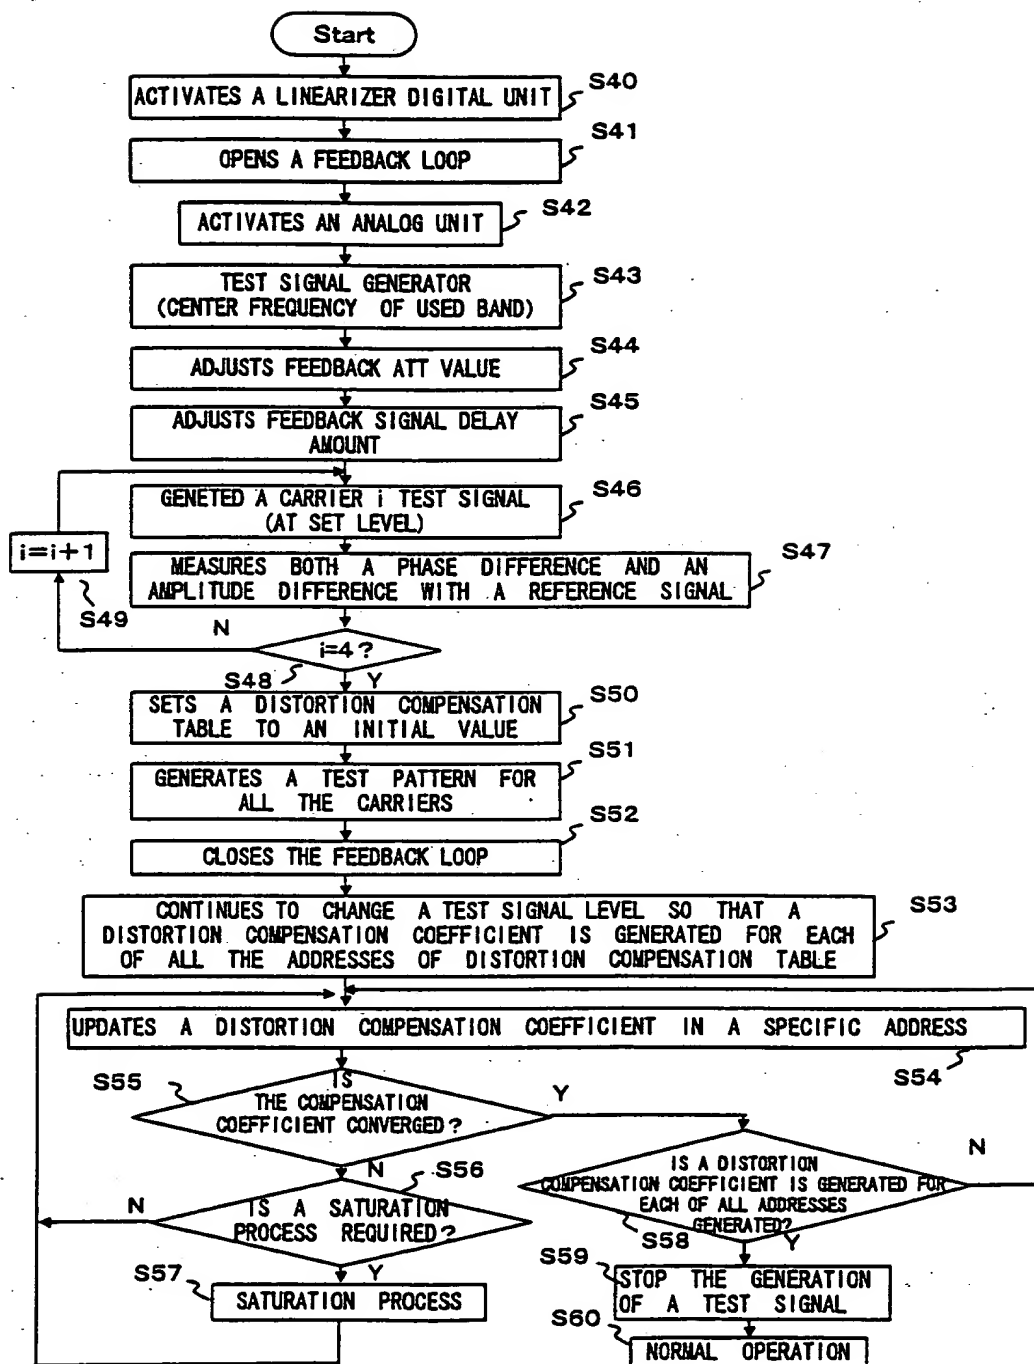 Start
ACTIVATES A LINEARIZER DIGITAL UNIT
S40
OPENS A FEEDBACK LOOP
S41
ACTIVATES AN ANALOG UNIT
S42
TEST SIGNAL GENERATOR
(CENTER FREQUENCY OF USED BAND)
S43
ADJUSTS FEEDBACK ATT VALUE
S44
ADJUSTS FEEDBACK SIGNAL DELAY
AMOUNT
S45
GENETED A CARRIER i TEST SIGNAL
(AT SET LEVEL)
S46
i=i+1
S49
MEASURES BOTH A PHASE DIFFERENCE AND AN
AMPLITUDE DIFFERENCE WITH A REFERENCE SIGNAL
S47
N
i=4?
S48
Y
SETS A DISTORTION COMPENSATION
TABLE TO AN INITIAL VALUE
S50
GENERATES A TEST PATTERN FOR
ALL THE CARRIERS
S51
CLOSES THE FEEDBACK LOOP
S52
CONTINUES TO CHANGE A TEST SIGNAL LEVEL SO THAT A
DISTORTION COMPENSATION COEFFICIENT IS GENERATED FOR EACH
OF ALL THE ADDRESSES OF DISTORTION COMPENSATION TABLE
S53
UPDATES A DISTORTION COMPENSATION COEFFICIENT IN A SPECIFIC ADDRESS
S54
S55
IS
THE COMPENSATION
COEFFICIENT CONVERGED?
Y
N
S56
N
IS A SATURATION
PROCESS REQUIRED?
Y
S57
SATURATION PROCESS
IS A DISTORTION
COMPENSATION COEFFICIENT IS GENERATED FOR
EACH OF ALL ADDRESSES
GENERATED?
N
S58
Y
S59
STOP THE GENERATION
OF A TEST SIGNAL
S60
NORMAL OPERATION